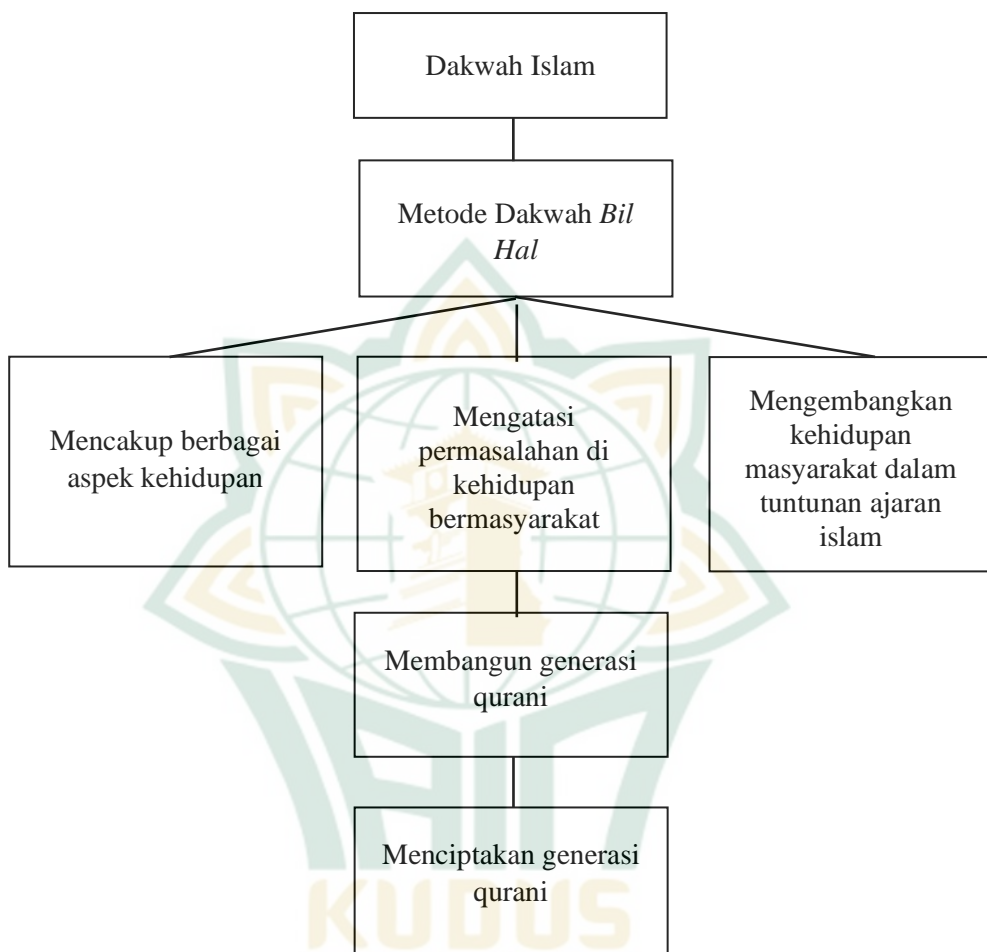 Dakwah Islam
Metode Dakwah Bil
Hal
Mencakup berbagai
aspek kehidupan
Mengatasi
permasalahan di
kehidupan
bermasyarakat
Mengembangkan
kehidupan
masyarakat dalam
tuntunan ajaran
islam
Membangun generasi
qurani
Menciptakan generasi
qurani
IAIN
KUDUS